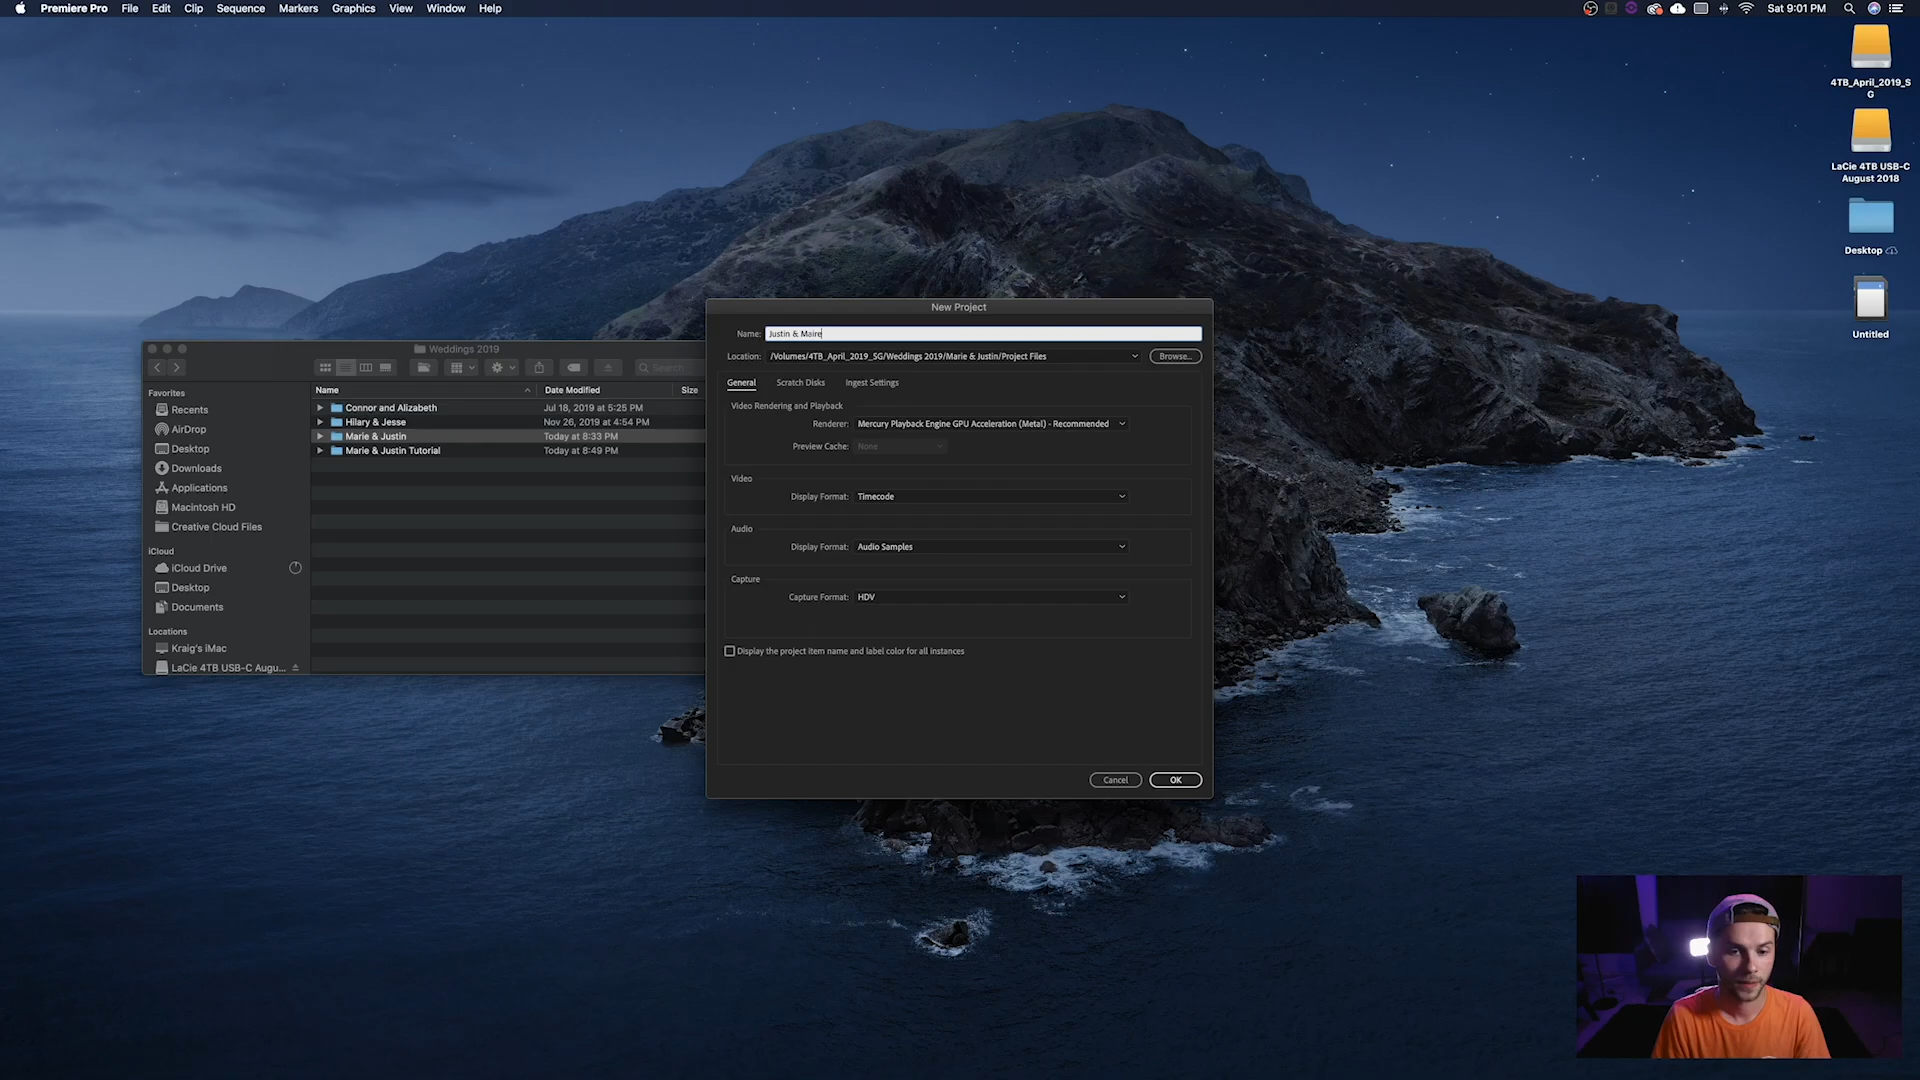 Premiere Pro File Edit Clip Sequence Markers Graphics View Window Help
Sat 9:01 PM
4TB_April_2019_S
G
LaCie 4TB USB-C
August 2018
Desktop
Untitled
Weddings 2019
Search
Favorites
Recents
AirDrop
Desktop
Downloads
Applications
Macintosh HD
Creative Cloud Files
iCloud
iCloud Drive
Desktop
Documents
Locations
Kraig's iMac
LaCie 4TB USB-C Augu...
Name Date Modified Size
Connor and Alizabeth Jul 18, 2019 at 5:25 PM
Hilary & Jesse Nov 26, 2019 at 4:54 PM
Marie & Justin Today at 8:33 PM
Marie & Justin Tutorial Today at 8:49 PM
New Project
Name: Justin & Maire
Location: /Volumes/4TB_April_2019_SG/Weddings 2019/Marie & Justin/Project Files Browse...
General Scratch Disks Ingest Settings
Video Rendering and Playback
Renderer: Mercury Playback Engine GPU Acceleration (Metal) - Recommended
Preview Cache: None
Video
Display Format: Timecode
Audio
Display Format: Audio Samples
Capture
Capture Format: HDV
Display the project item name and label color for all instances
Cancel OK